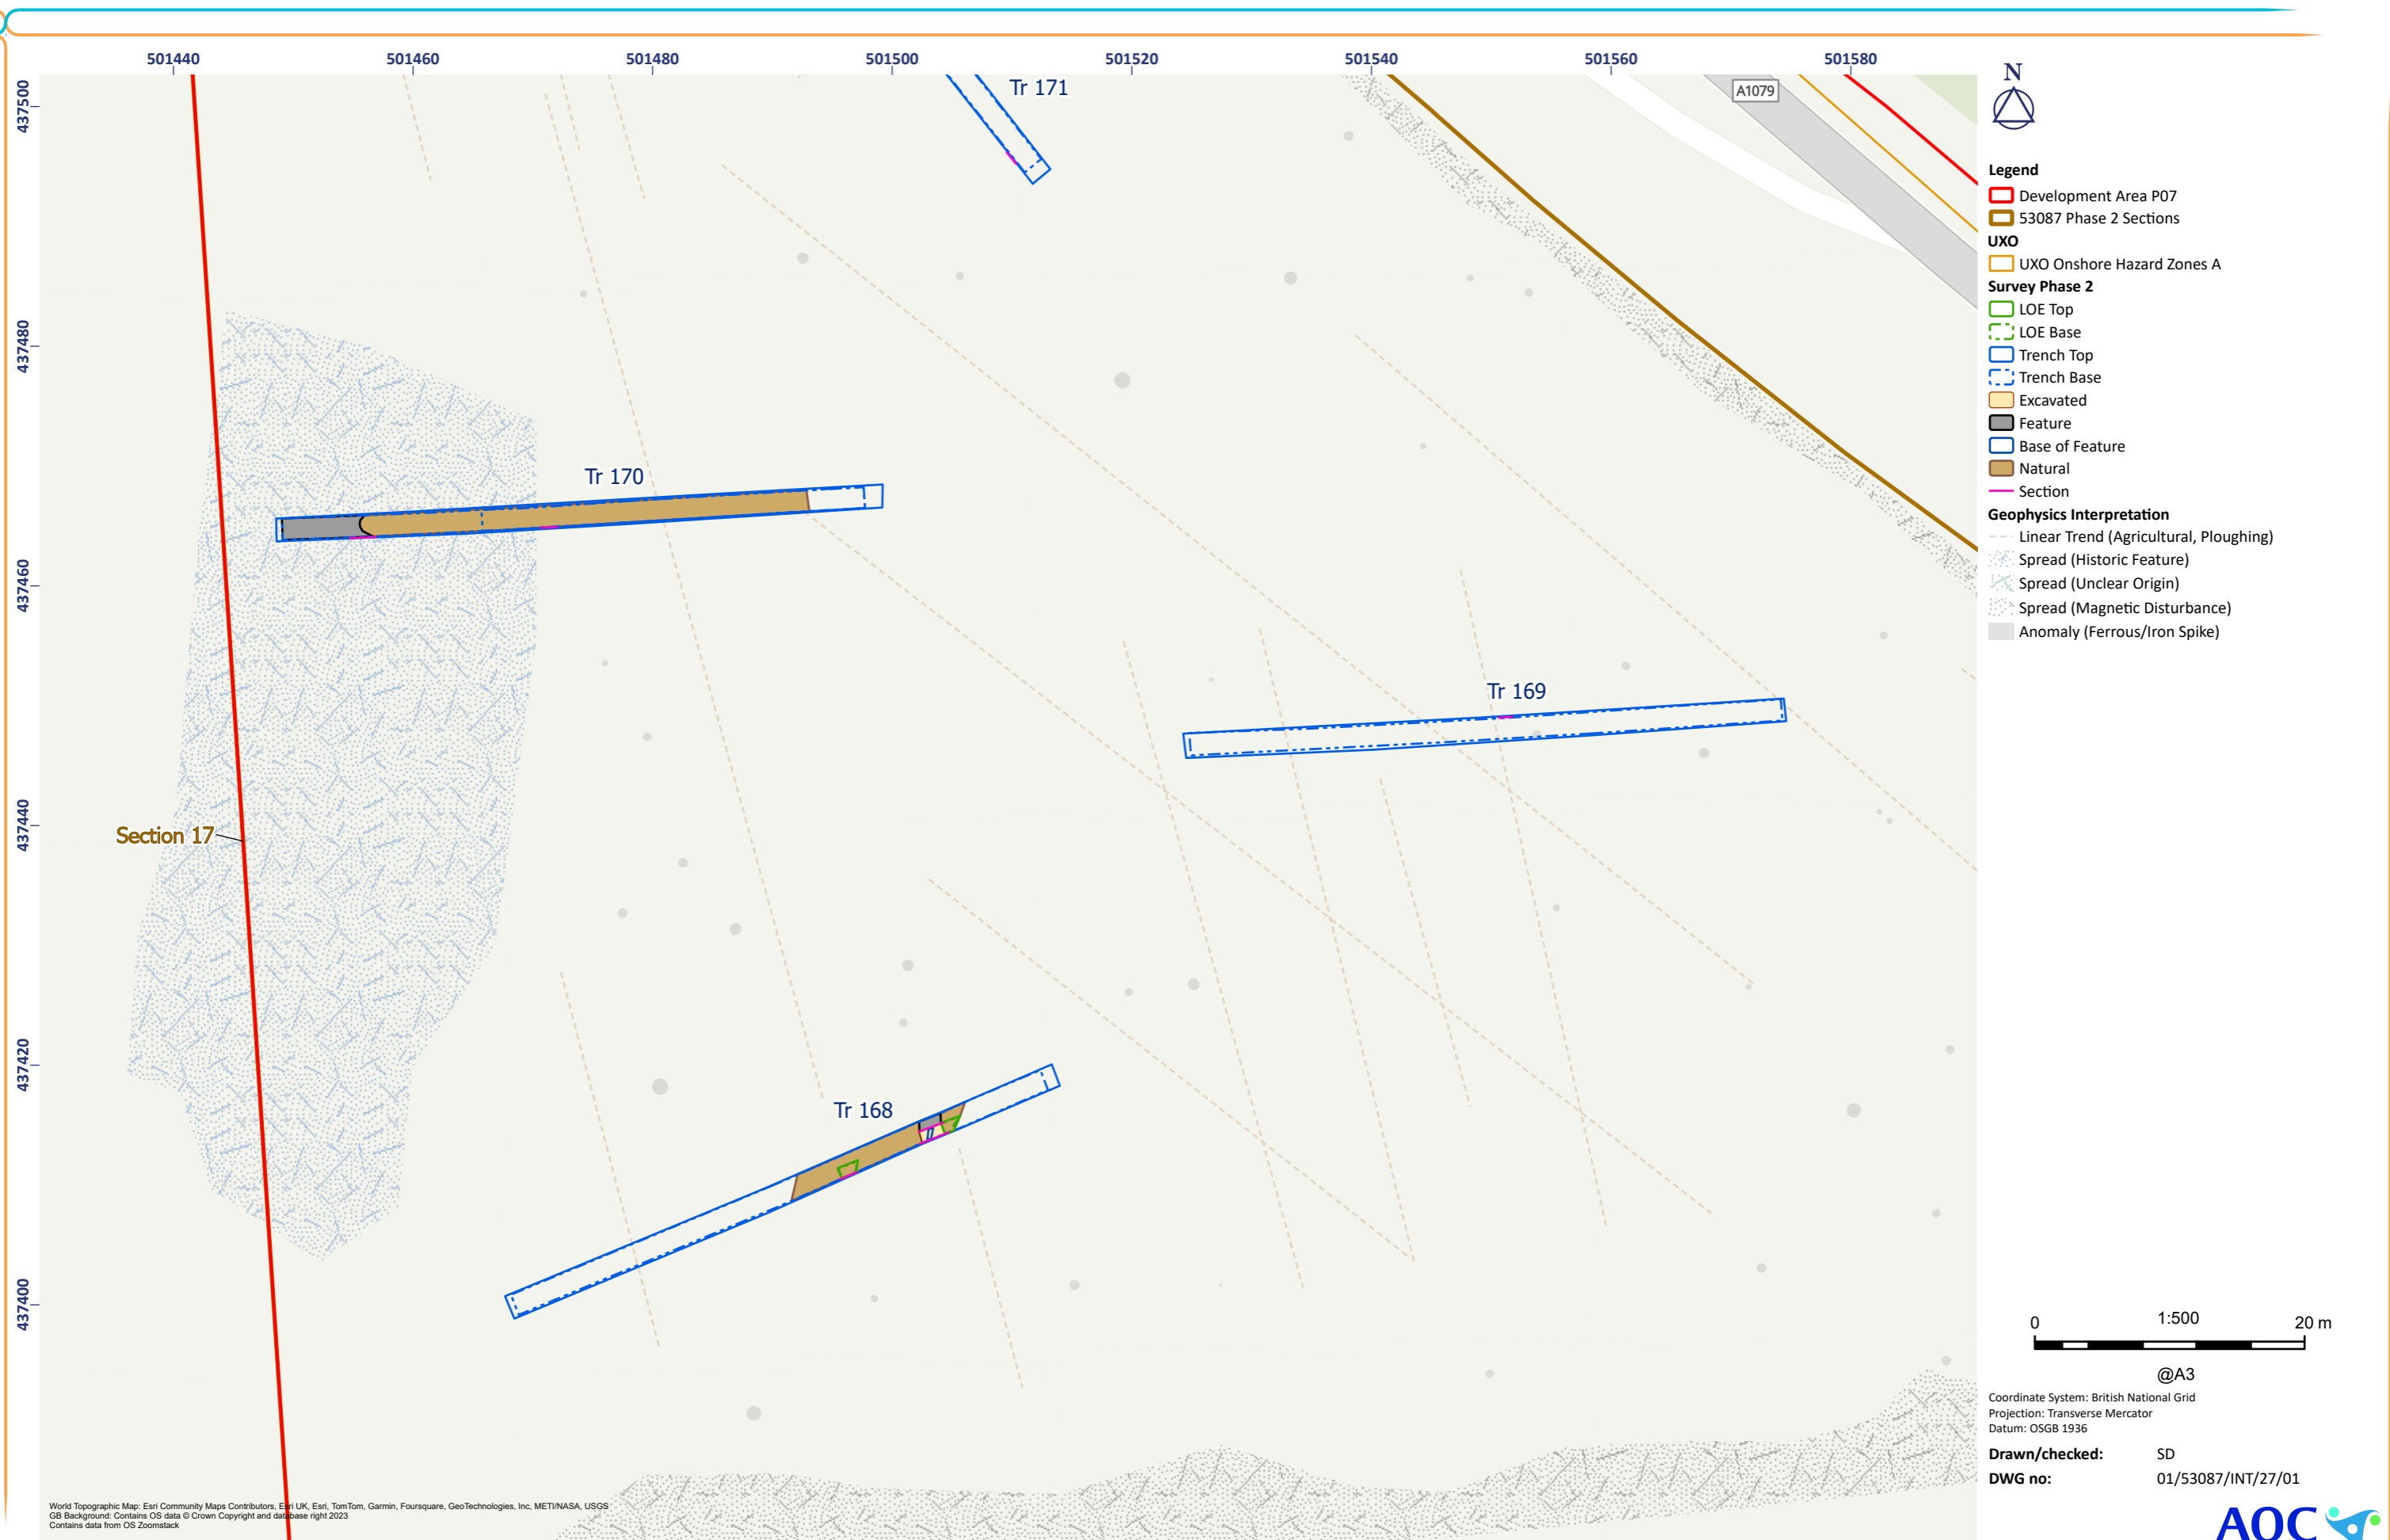 501440 501460 501480 501500 501520 501540 501560 501580
437500
437480
437460
437440
437420
437400
Tr 171
A1079
Tr 170
Tr 169
Section 17
Tr 168
N
Legend
Development Area P07
53087 Phase 2 Sections
UXO
UXO Onshore Hazard Zones A
Survey Phase 2
LOE Top
LOE Base
Trench Top
Trench Base
Excavated
Feature
Base of Feature
Natural
Section
Geophysics Interpretation
Linear Trend (Agricultural, Ploughing)
Spread (Historic Feature)
Spread (Unclear Origin)
Spread (Magnetic Disturbance)
Anomaly (Ferrous/Iron Spike)
0 1:500 20 m
@A3
Coordinate System: British National Grid
Projection: Transverse Mercator
Datum: OSGB 1936
Drawn/checked: SD
DWG no: 01/53087/INT/27/01
AOC
World Topographic Map: Esri Community Maps Contributors, Esri UK, Esri, TomTom, Garmin, Foursquare, GeoTechnologies, Inc, METI/NASA, USGS
GB Background: Contains OS data © Crown Copyright and database right 2023
Contains data from OS Zoomstack